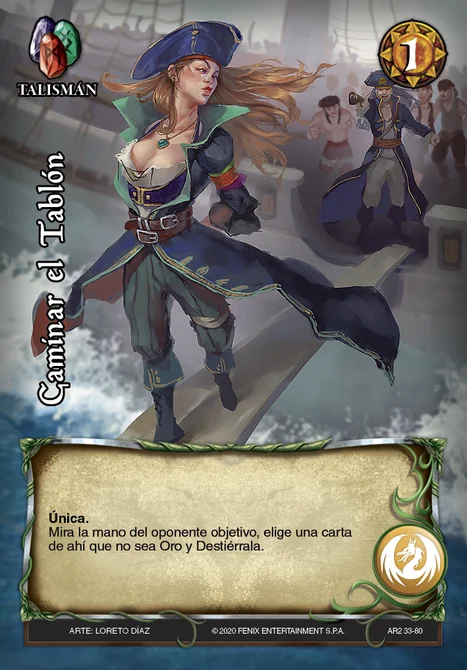 TALISMÁN
1
Caminar el Tablón
Única.
Mira la mano del oponente objetivo, elige una carta
de ahí que no sea Oro y Destiérrala.
ARTE: LORETO DÍAZ
© 2020 FENIX ENTERTAINMENT S.P.A.
AR2 33-80